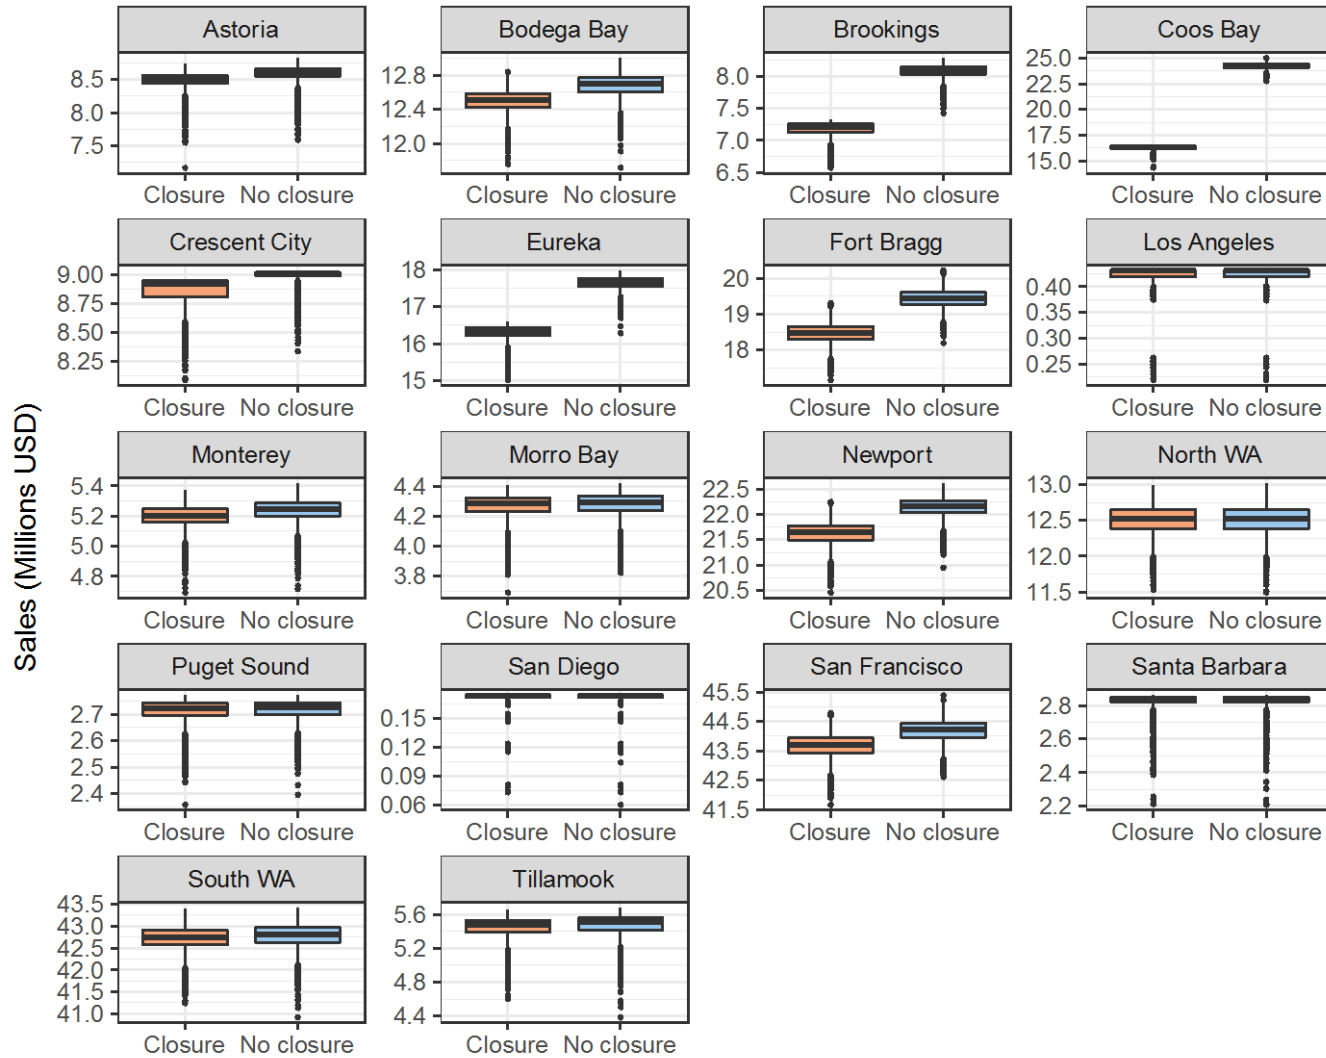 Sales (Millions USD)
Astoria Bodega Bay Brookings Coos Bay
8.5 8.0 7.5 12.8 12.4 12.0 8.0 7.5 7.0 6.5 25.0 22.5 20.0 17.5 15.0
Closure No closure Closure No closure Closure No closure Closure No closure
Crescent City Eureka Fort Bragg Los Angeles
9.00 8.75 8.50 8.25 18 17 16 15 20 19 18 0.40 0.35 0.30 0.25
Closure No closure Closure No closure Closure No closure Closure No closure
Monterey Morro Bay Newport North WA
5.4 5.2 5.0 4.8 4.4 4.2 4.0 3.8 22.5 22.0 21.5 21.0 20.5 13.0 12.5 12.0 11.5
Closure No closure Closure No closure Closure No closure Closure No closure
Puget Sound San Diego San Francisco Santa Barbara
2.7 2.6 2.5 2.4 0.15 0.12 0.09 0.06 45.5 44.5 43.5 42.5 41.5 2.8 2.6 2.4 2.2
Closure No closure Closure No closure Closure No closure Closure No closure
South WA Tillamook
43.5 43.0 42.5 42.0 41.5 41.0 5.6 5.2 4.8 4.4
Closure No closure Closure No closure